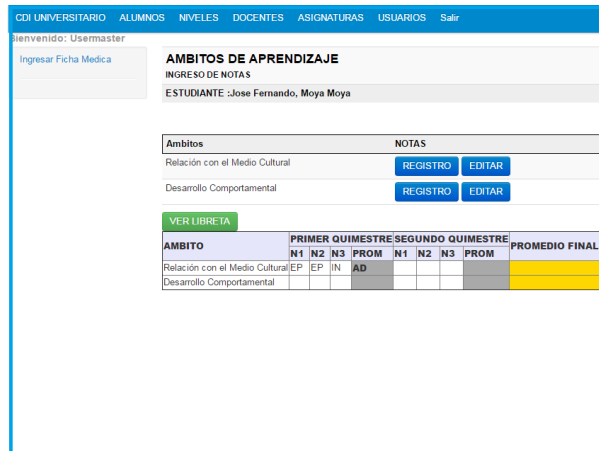 CDI UNIVERSITARIO ALUMNOS NIVELES DOCENTES ASIGNATURAS USUARIOS Salir
Bienvenido: Usermaster
Ingresar Ficha Medica
AMBITOS DE APRENDIZAJE
INGRESO DE NOTAS
ESTUDIANTE :Jose Fernando, Moya Moya
Ambitos NOTAS
Relación con el Medio Cultural REGISTRO EDITAR
Desarrollo Comportamental REGISTRO EDITAR
VER LIBRETA
AMBITO PRIMER QUIMESTRE SEGUNDO QUIMESTRE PROMEDIO FINAL
N1 N2 N3 PROM N1 N2 N3 PROM
Relación con el Medio Cultural EP EP IN AD
Desarrollo Comportamental